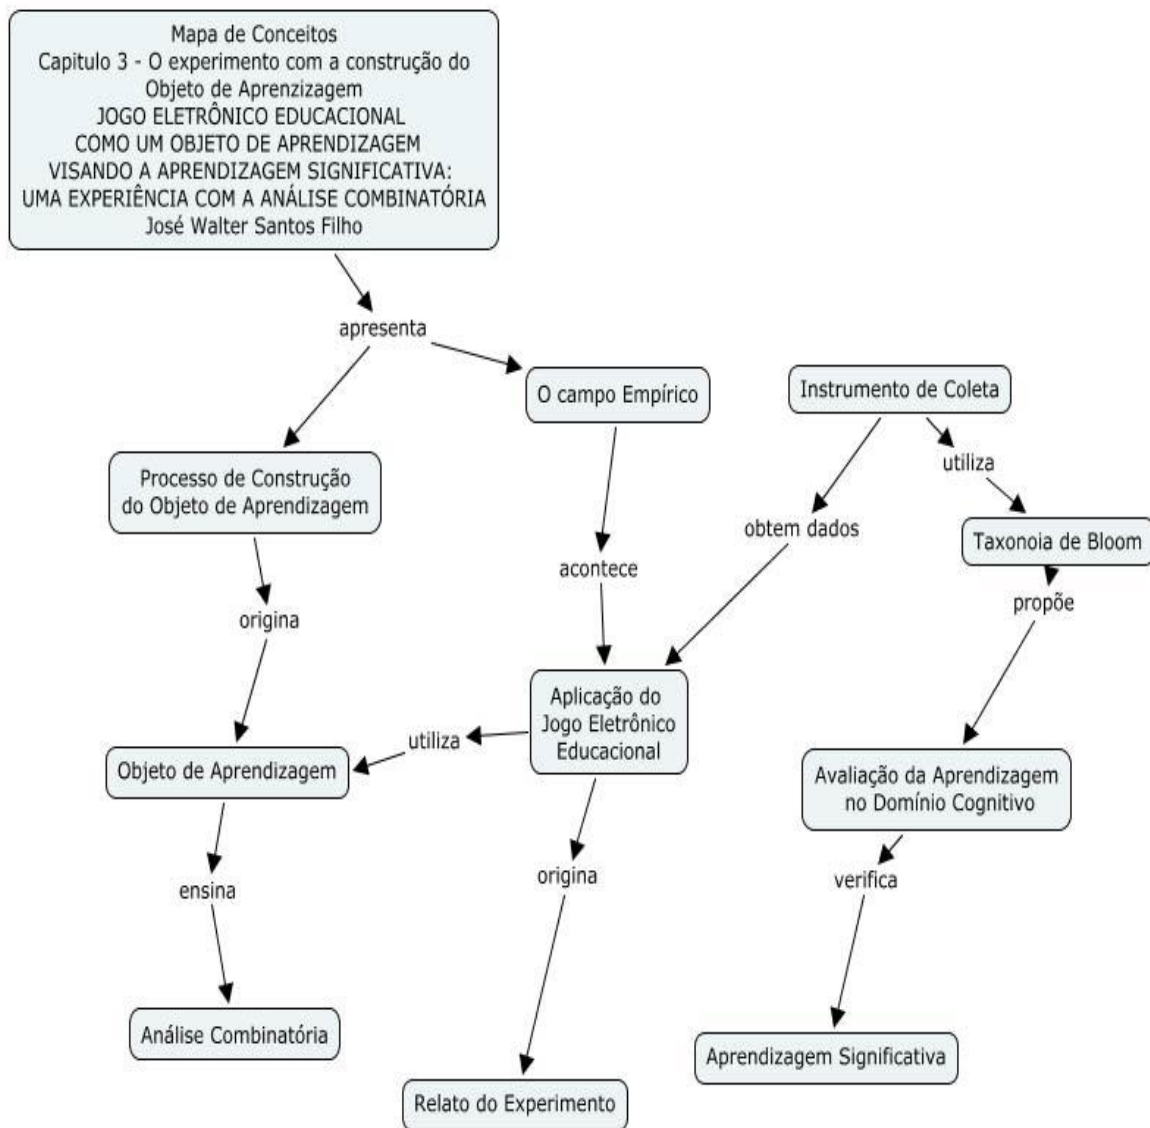 Mapa de Conceitos
Capitulo 3 - O experimento com a construção do
Objeto de Aprenzizagem
JOGO ELETRÔNICO EDUCACIONAL
COMO UM OBJETO DE APRENDIZAGEM
VISANDO A APRENDIZAGEM SIGNIFICATIVA:
UMA EXPERIÊNCIA COM A ANÁLISE COMBINATÓRIA
José Walter Santos Filho
apresenta
O campo Empírico
Instrumento de Coleta
Processo de Construção
do Objeto de Aprendizagem
utiliza
obtem dados
Taxonoia de Bloom
acontece
propõe
origina
Aplicação do
Jogo Eletrônico
Educacional
utiliza
Objeto de Aprendizagem
Avaliação da Aprendizagem
no Domínio Cognitivo
ensina
origina
verifica
Análise Combinatória
Aprendizagem Significativa
Relato do Experimento